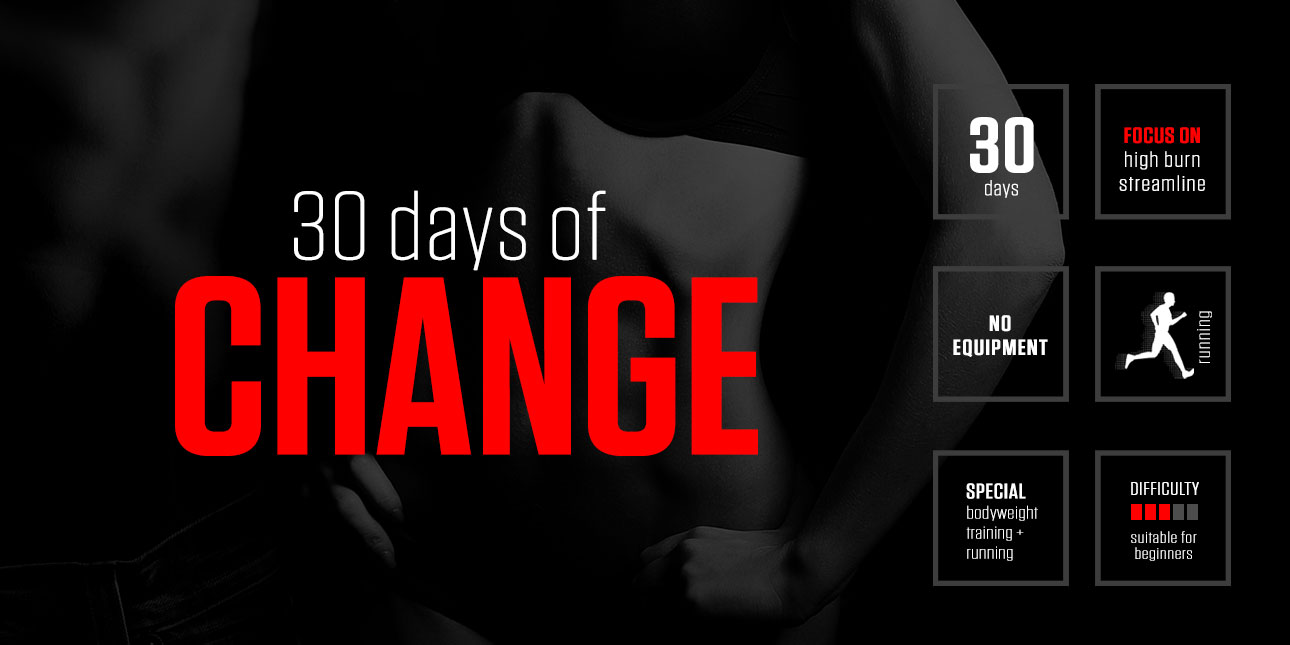 30 days of
CHANGE
30
days
FOCUS ON
high burn
streamline
NO
EQUIPMENT
running
SPECIAL
bodyweight
training +
running
DIFFICULTY
suitable for
beginners